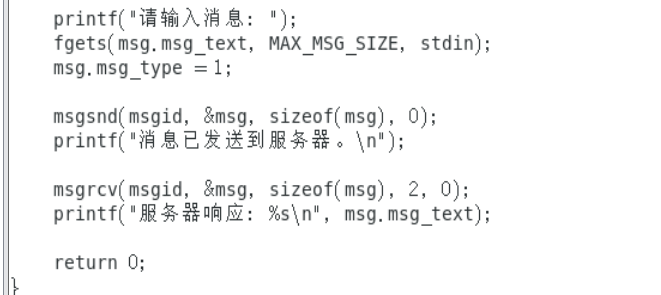 printf("请输入消息: ");
fgets(msg.msg_text, MAX_MSG_SIZE, stdin);
msg.msg_type = 1;
msgsnd(msgid, &msg, sizeof(msg), 0);
printf("消息已发送到服务器。\n");
msgrcv(msgid, &msg, sizeof(msg), 2, 0);
printf("服务器响应: %s\n", msg.msg_text);
return 0;
}